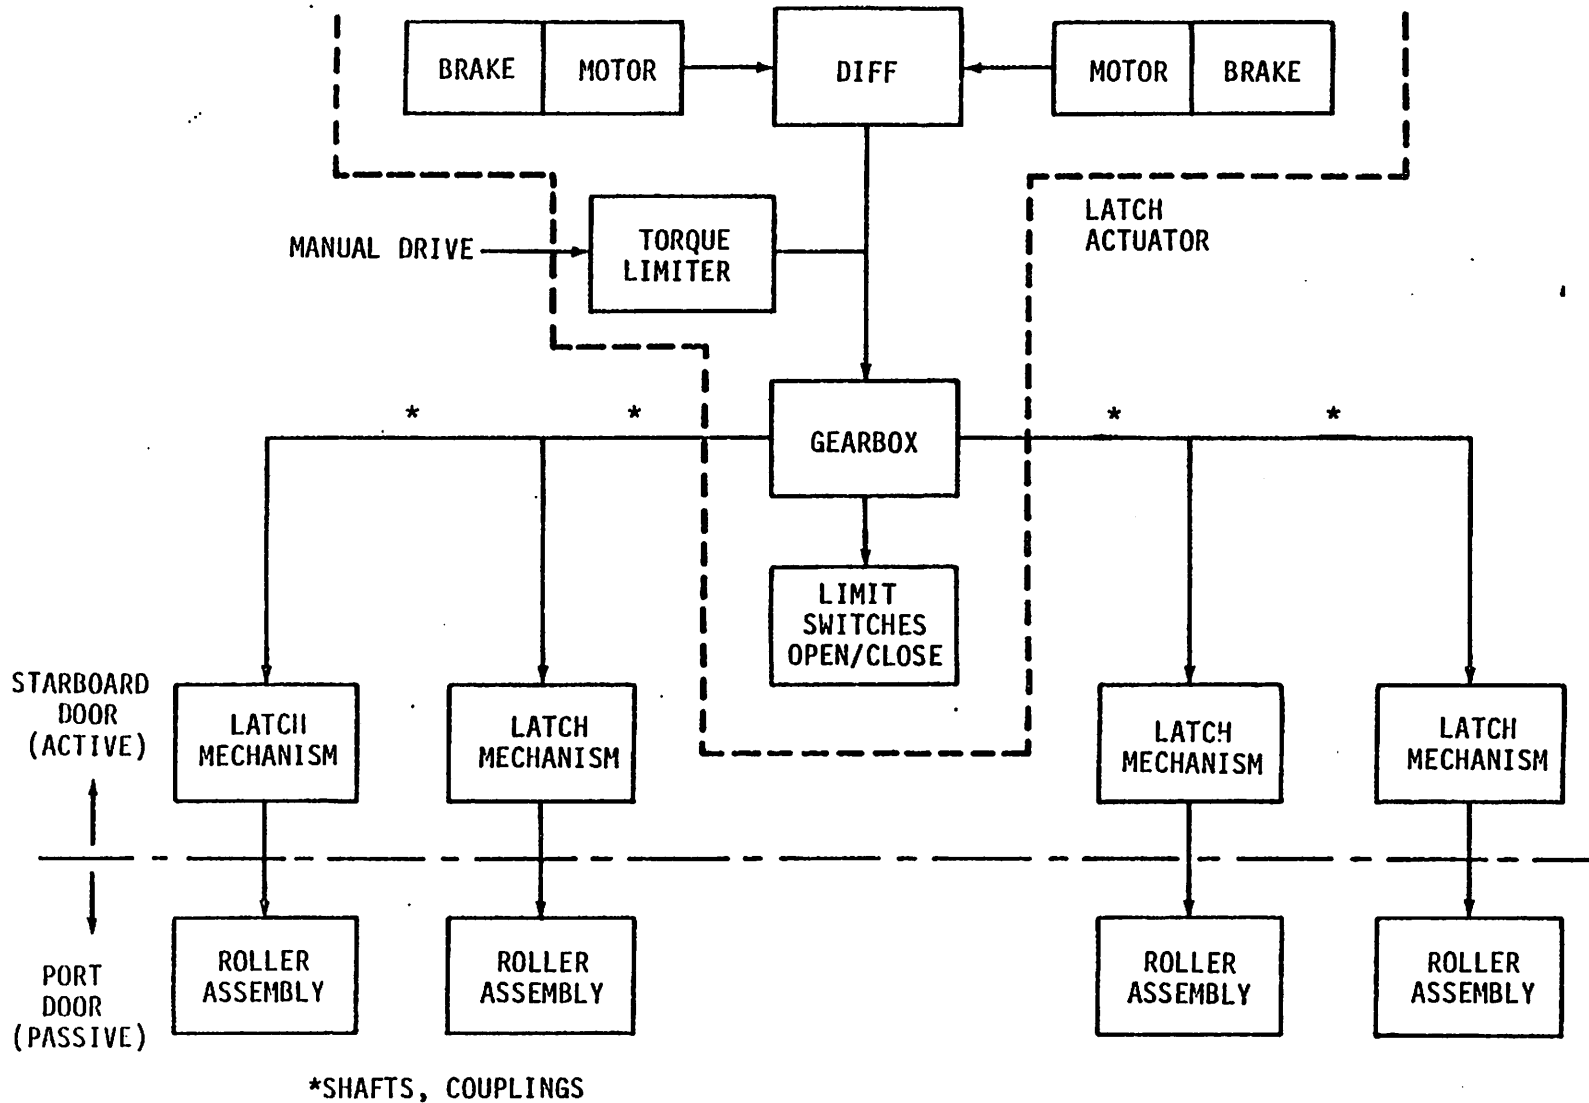 BRAKE
MOTOR
DIFF
MOTOR
BRAKE
LATCH
ACTUATOR
MANUAL DRIVE
TORQUE
LIMITER
*
*
*
*
GEARBOX
LIMIT
SWITCHES
OPEN/CLOSE
STARBOARD
DOOR
(ACTIVE)
LATCH
MECHANISM
LATCH
MECHANISM
LATCH
MECHANISM
LATCH
MECHANISM
PORT
DOOR
(PASSIVE)
ROLLER
ASSEMBLY
ROLLER
ASSEMBLY
ROLLER
ASSEMBLY
ROLLER
ASSEMBLY
*SHAFTS, COUPLINGS